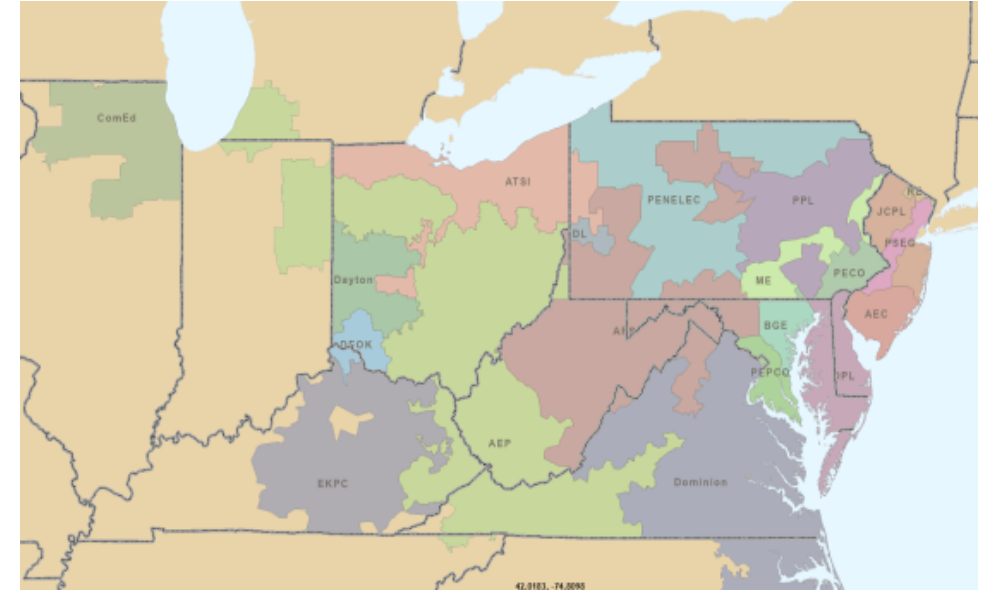 ComEd
ATSI
PENELEC
PPL
RE
JCPL
DL
PSEG
Dayton
ME
PECO
AEC
BGE
DEOK
PEPCO
DPL
AEP
EKPC
Dominion
42.0183, -74.8098